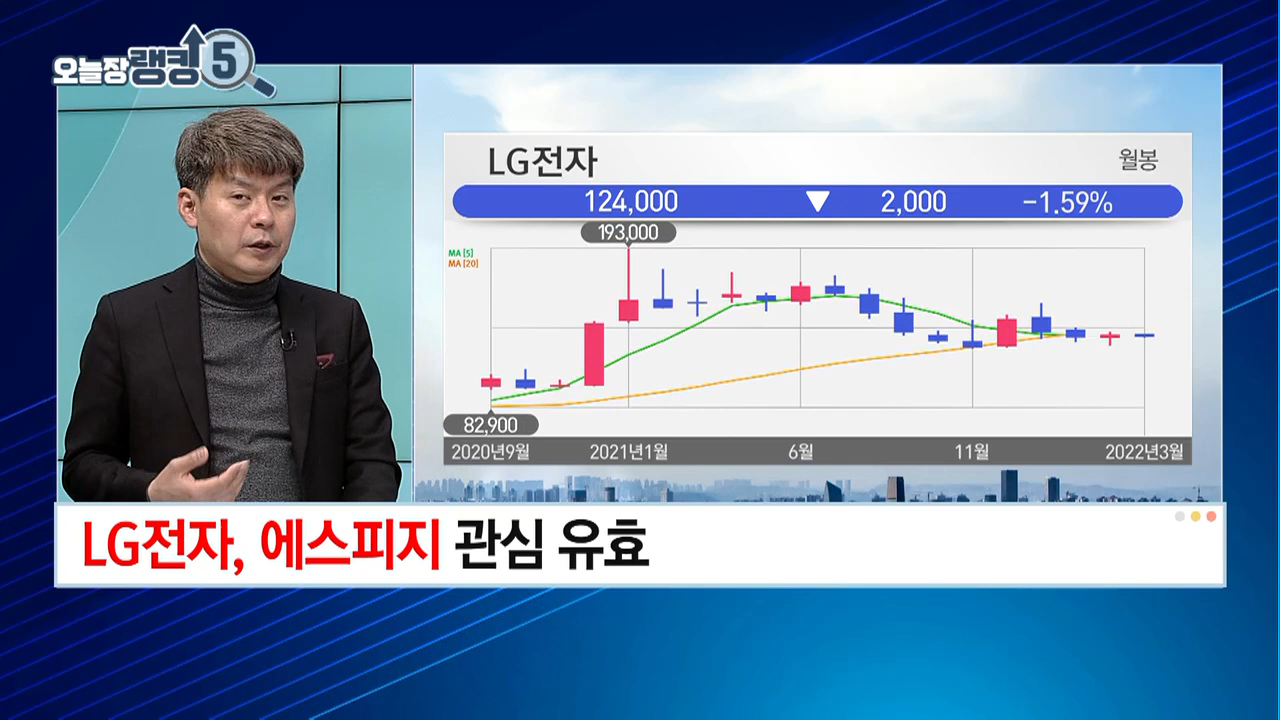 오늘장 랭킹 5
LG전자
월봉
124,000 ▼ 2,000 -1.59%
193,000
MA [5]
MA [20]
82,900
2020년9월 2021년1월 6월 11월 2022년3월
LG전자, 에스피지 관심 유효